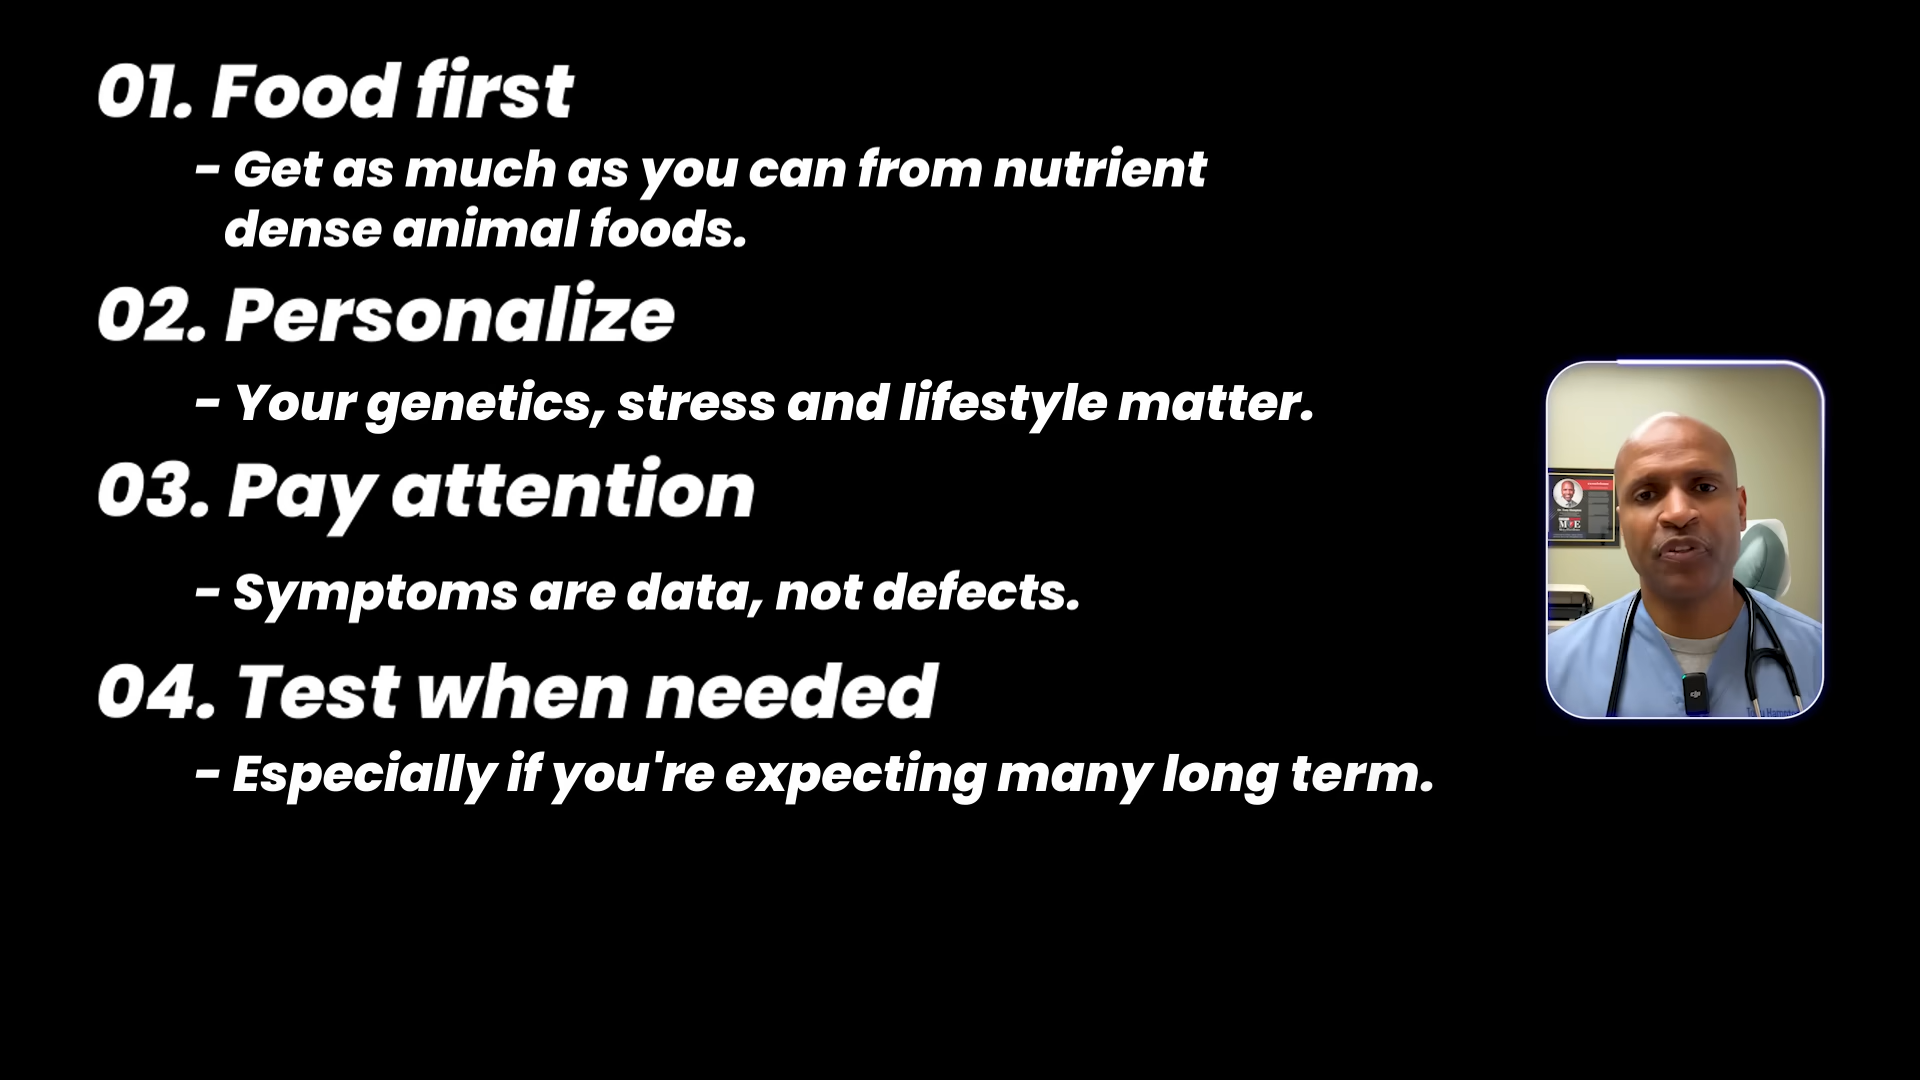 01. Food first
- Get as much as you can from nutrient
dense animal foods.
02. Personalize
- Your genetics, stress and lifestyle matter.
03. Pay attention
- Symptoms are data, not defects.
04. Test when needed
- Especially if you're expecting many long term.